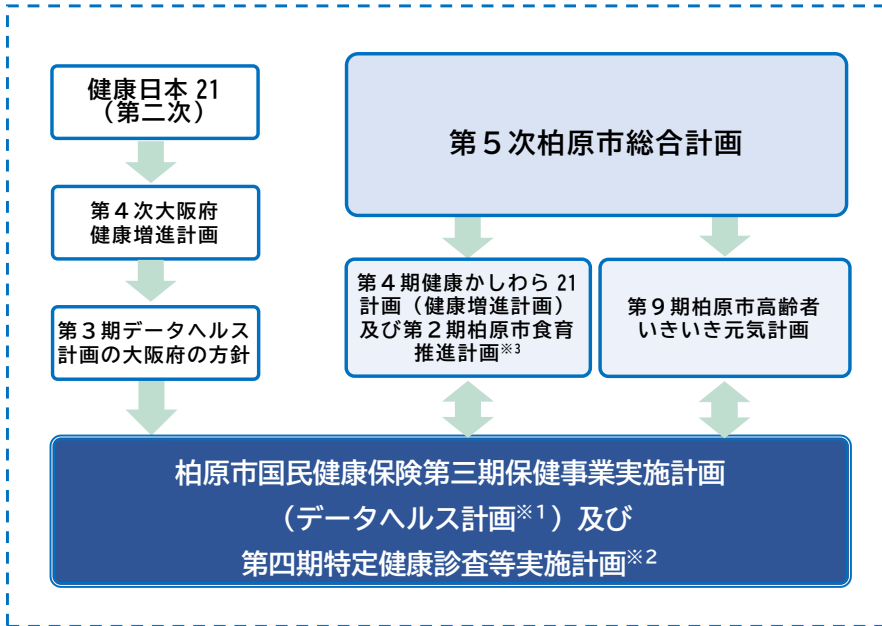 健康日本 21
（第二次）
第４次大阪府
健康増進計画
第３期データヘルス
計画の大阪府の方針
第５次柏原市総合計画
第４期健康かしわら 21
計画（健康増進計画）
及び第２期柏原市食育
推進計画※3
第９期柏原市高齢者
いきいき元気計画
柏原市国民健康保険第三期保健事業実施計画
（データヘルス計画※1）及び
第四期特定健康診査等実施計画※2